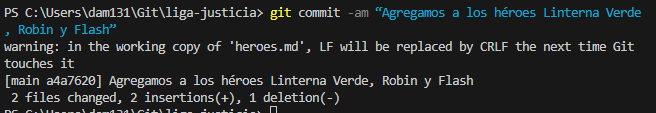 PS C:\Users\dam131\Git\liga-justicia> git commit -am “Agregamos a los héroes Linterna Verde
, Robin y Flash”
warning: in the working copy of 'heroes.md', LF will be replaced by CRLF the next time Git
touches it
[main a4a7620] Agregamos a los héroes Linterna Verde, Robin y Flash
 2 files changed, 2 insertions(+), 1 deletion(-)
PS C:\Users\dam131\Git\liga-justicia>